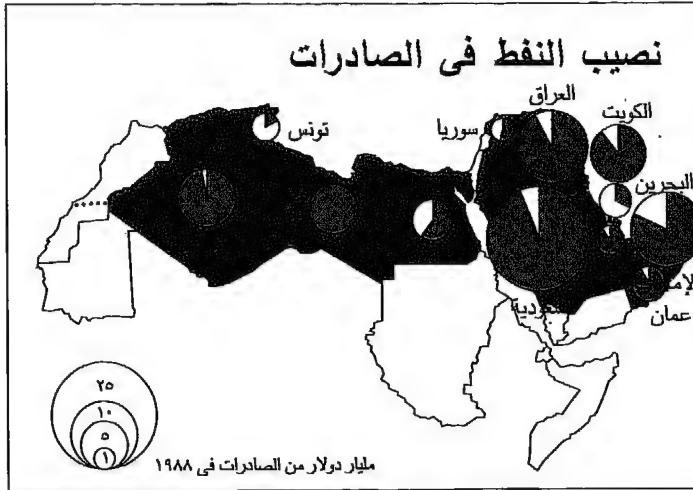 نصيب النفط فى الصادرات
العراق
الكويت
سوريا
تونس
البحرين
عمان
٢٥
١٠
٥
١
مليار دولار من الصادرات فى ١٩٨٨